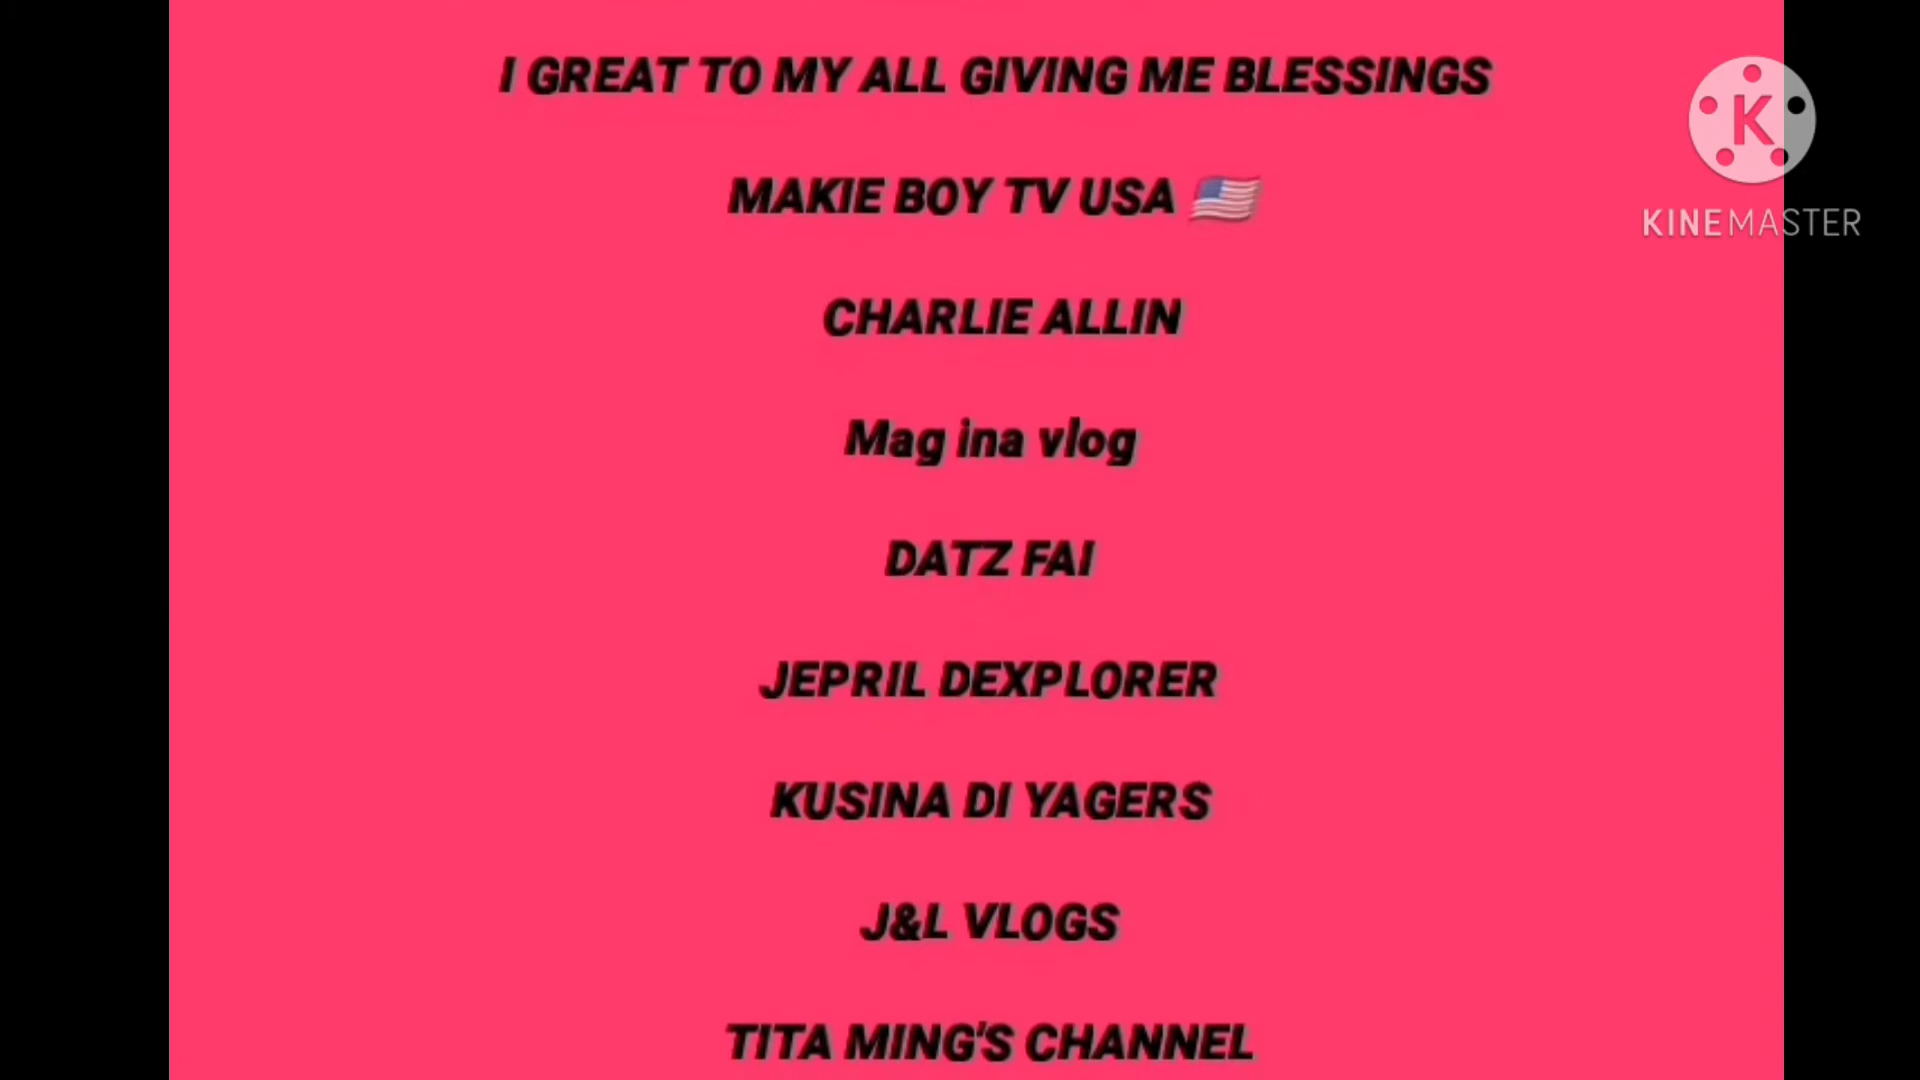 I GREAT TO MY ALL GIVING ME BLESSINGS
MAKIE BOY TV USA 🇺🇸
CHARLIE ALLIN
Mag ina vlog
DATZ FAI
JEPRIL DEXPLORER
KUSINA DI YAGERS
J&L VLOGS
TITA MING'S CHANNEL
K
KINEMASTER